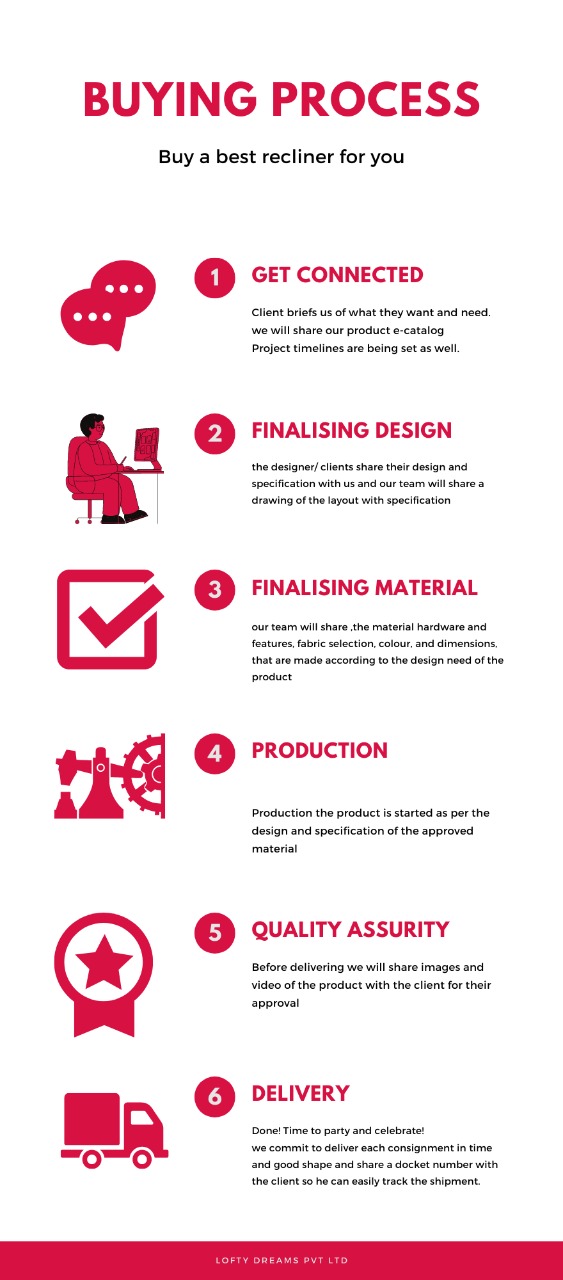 BUYING PROCESS
Buy a best recliner for you
1
GET CONNECTED
Client briefs us of what they want and need.
we will share our product e-catalog
Project timelines are being set as well.
2
FINALISING DESIGN
the designer/ clients share their design and
specification with us and our team will share a
drawing of the layout with specification
3
FINALISING MATERIAL
our team will share ,the material hardware and
features, fabric selection, colour, and dimensions,
that are made according to the design need of the
product
4
PRODUCTION
Production the product is started as per the
design and specification of the approved
material
5
QUALITY ASSURITY
Before delivering we will share images and
video of the product with the client for their
approval
6
DELIVERY
Done! Time to party and celebrate!
we commit to deliver each consignment in time
and good shape and share a docket number with
the client so he can easily track the shipment.
LOFTY DREAMS PVT LTD